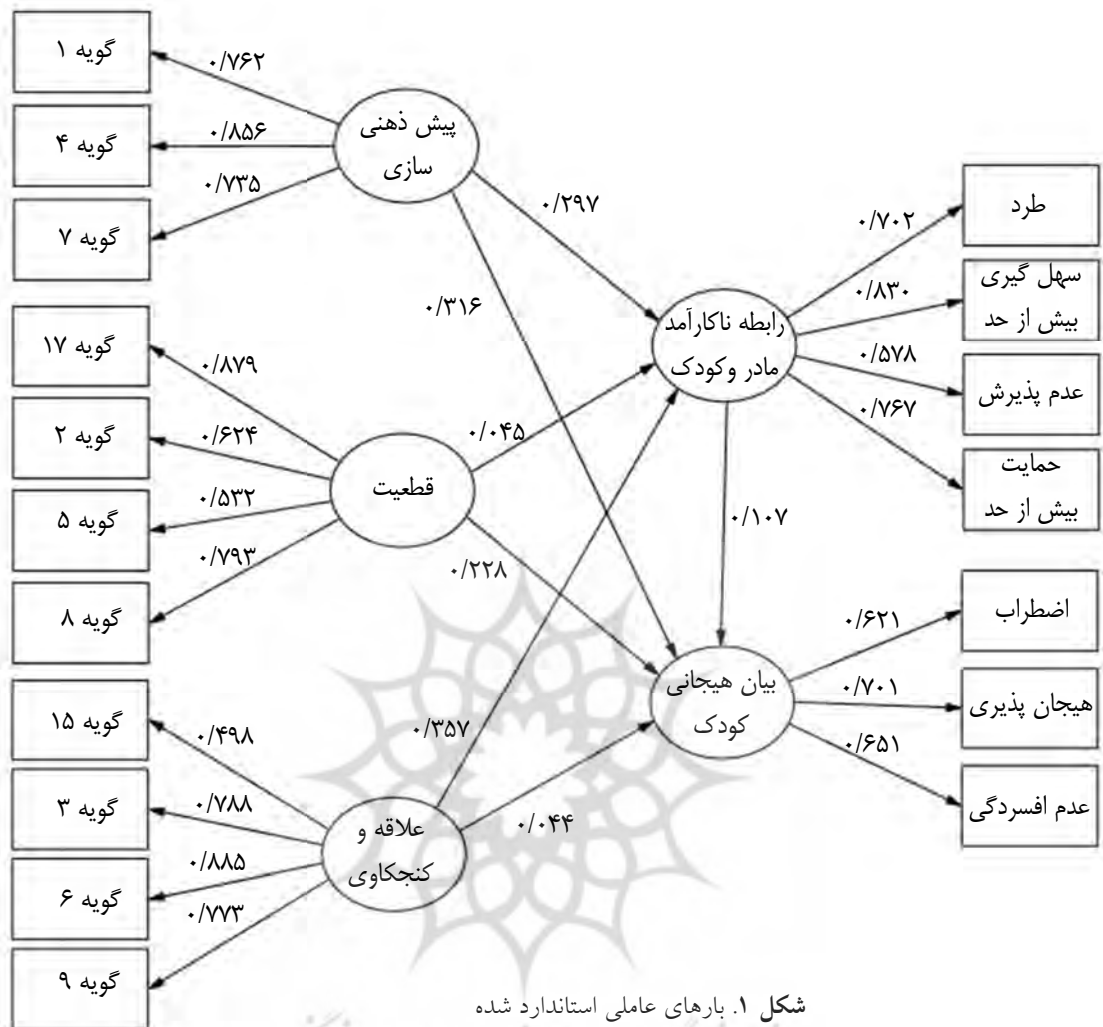 گویه ۱
گویه ۴
گویه ۷
۰/۷۶۲
۰/۸۵۶
۰/۷۳۵
پیش ذهنی
سازی
۰/۲۹۷
۰/۳۱۶
گویه ۱۷
گویه ۲
گویه ۵
گویه ۸
۰/۸۷۹
۰/۶۲۴
۰/۵۳۲
۰/۷۹۳
قطعیت
۰/۰۴۵
۰/۲۲۸
گویه ۱۵
گویه ۳
گویه ۶
گویه ۹
۰/۴۹۸
۰/۷۸۸
۰/۸۸۵
۰/۷۷۳
علاقه و
کنجکاوی
۰/۳۵۷
۰/۰۴۴
رابطه ناکارآمد
مادر وکودک
۰/۱۰۷
۰/۷۰۲
۰/۸۳۰
۰/۵۷۸
۰/۷۶۷
طرد
سهل گیری
بیش از حد
عدم پذیرش
حمایت
بیش از حد
بیان هیجانی
کودک
۰/۶۲۱
۰/۷۰۱
۰/۶۵۱
اضطراب
هیجان پذیری
عدم افسردگی
شکل ۱. بارهای عاملی استاندارد شده